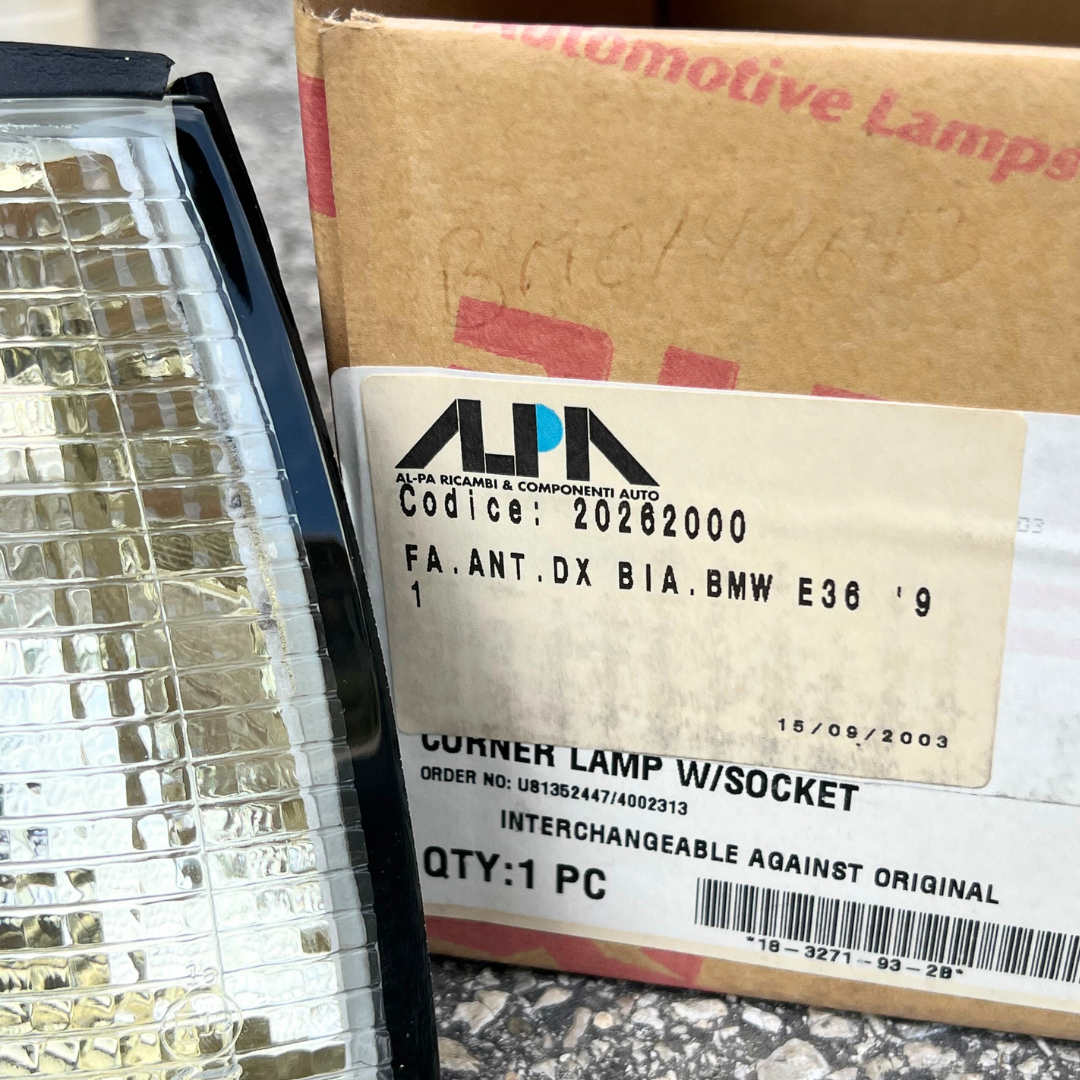 Automotive Lamps
ALPA
AL-PA RICAMBI & COMPONENTI AUTO
Codice: 20262000
FA.ANT.DX BIA.BMW E36 '9
1
15/09/2003
CORNER LAMP W/SOCKET
ORDER NO: U81352447/4002313
INTERCHANGEABLE AGAINST ORIGINAL
QTY:1 PC
*18-3271-93-2B*